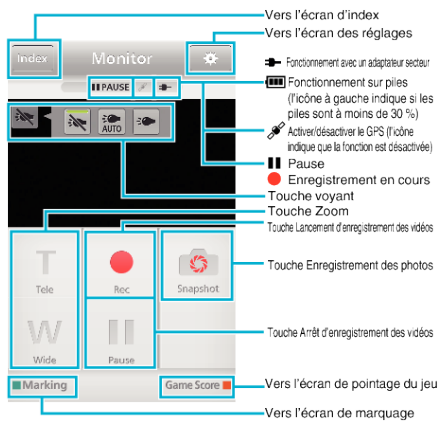 Vers l'écran d'index
Vers l'écran des réglages
Index
Monitor
Fonctionnement avec un adaptateur secteur
PAUSE
Fonctionnement sur piles
(l'icône à gauche indique si les
piles sont à moins de 30 %)
AUTO
Activer/désactiver le GPS (l'icône
indique que la fonction est désactivée)
Pause
Enregistrement en cours
Touche voyant
Touche Zoom
Touche Lancement d'enregistrement des vidéos
T
Tele
Rec
Snapshot
Touche Enregistrement des photos
W
Wide
Pause
Touche Arrêt d'enregistrement des vidéos
Marking
Game Score
Vers l'écran de pointage du jeu
Vers l'écran de marquage